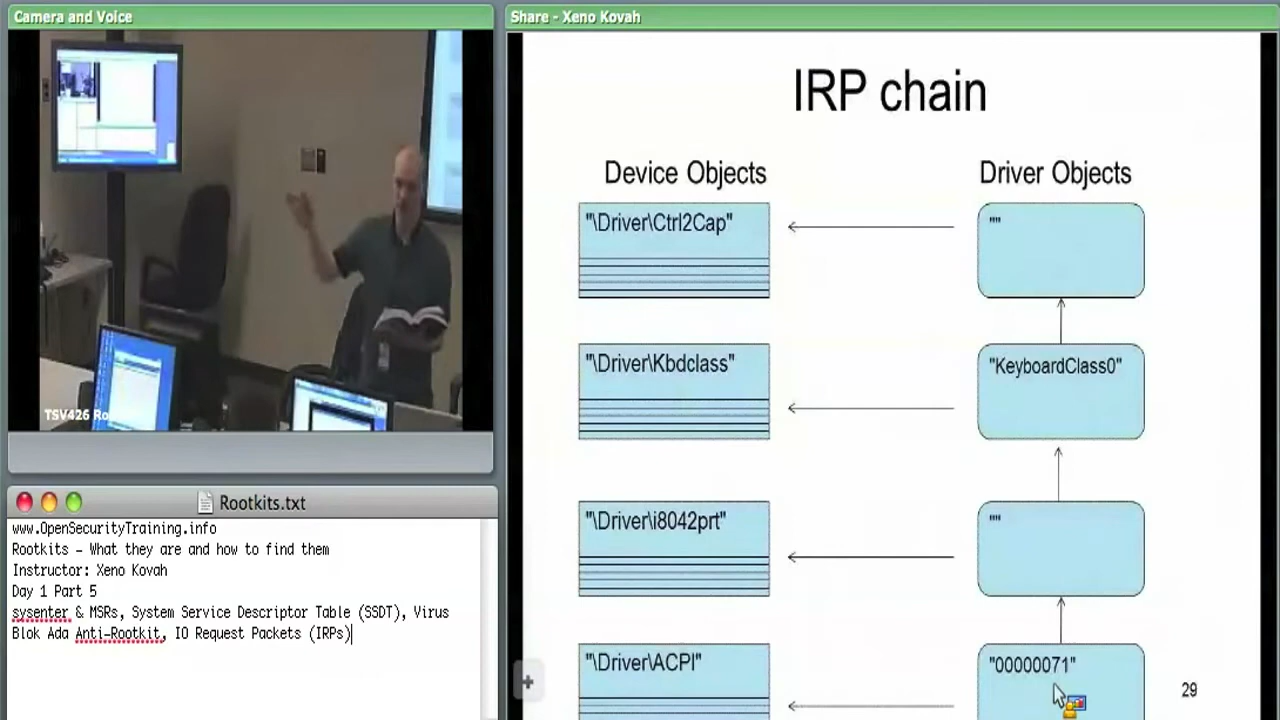 Camera and Voice
TSV426 Ro
Share - Xeno Kovah
IRP chain
Device Objects
Driver Objects
"\Driver\Ctrl2Cap"
""
"\Driver\Kbdclass"
"KeyboardClass0"
"\Driver\i8042prt"
""
"\Driver\ACPI"
"00000071"
29
Rootkits.txt
www.OpenSecurityTraining.info
Rootkits - What they are and how to find them
Instructor: Xeno Kovah
Day 1 Part 5
sysenter & MSRs, System Service Descriptor Table (SSDT), Virus
Blok Ada Anti-Rootkit, IO Request Packets (IRPs)